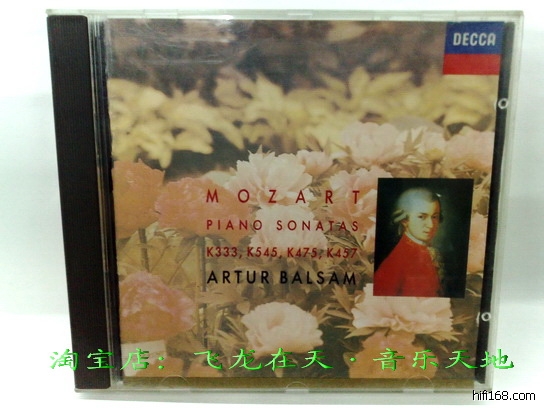 DECCA
MOZART
PIANO SONATAS
K333, K545, K475; K457
ARTUR BALSAM
淘宝店：飞龙在天·音乐天地
hifi168.com